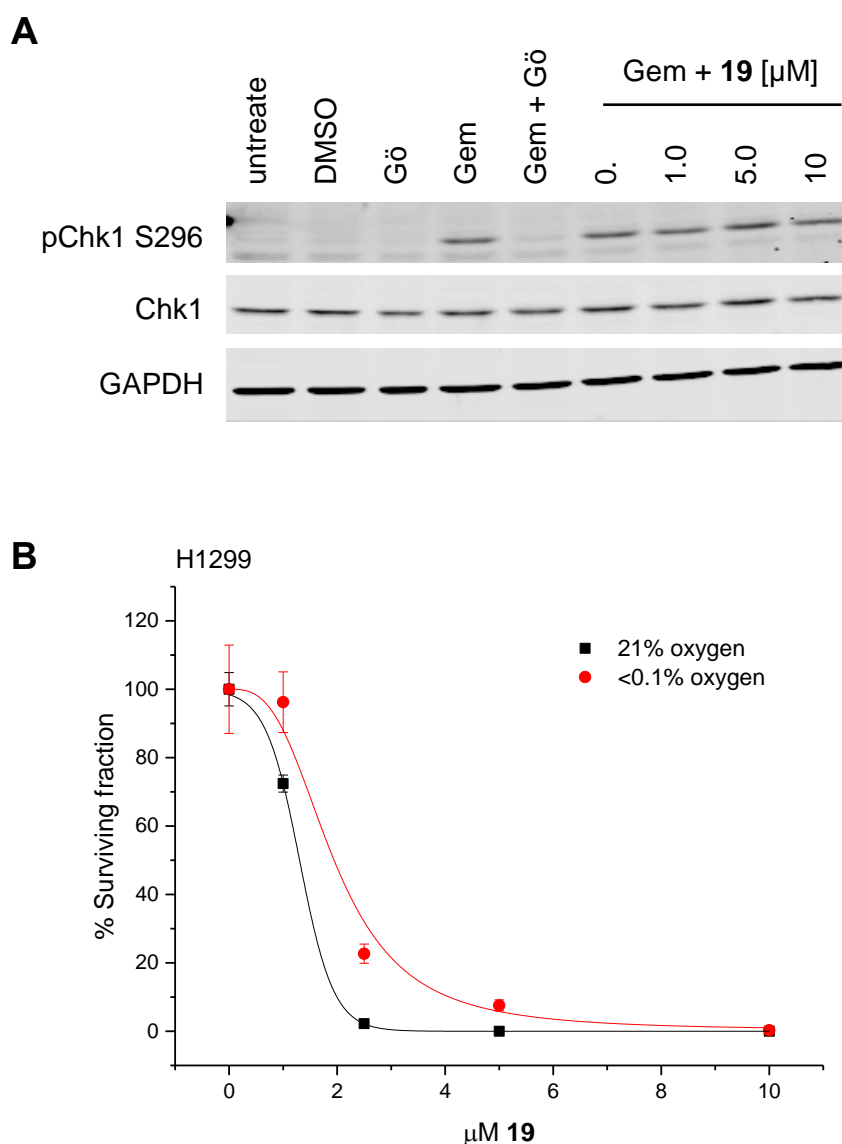 A
untreate
DMSO
Gö
Gem
Gem + Gö
Gem + 19 [µM]
0.
1.0
5.0
10
pChk1 S296
Chk1
GAPDH
B
H1299
120
100
80
60
40
20
0
% Surviving fraction
21% oxygen
<0.1% oxygen
0 2 4 6 8 10
µM 19